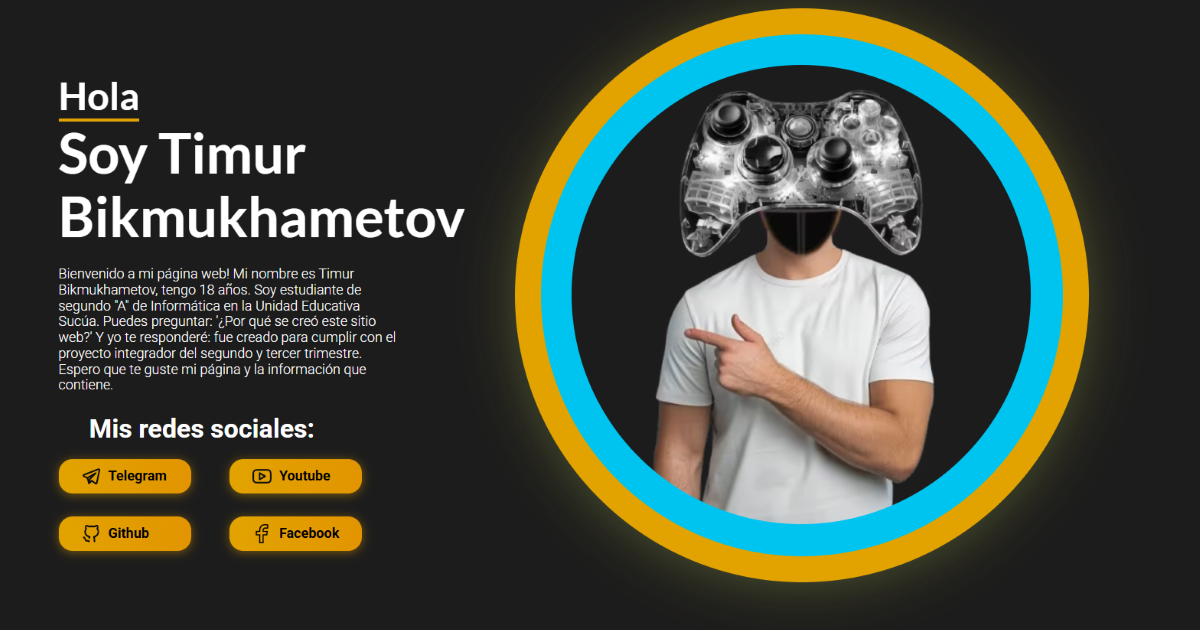 Hola
Soy Timur
Bikmukhametov
Bienvenido a mi página web! Mi nombre es Timur
Bikmukhametov, tengo 18 años. Soy estudiante de
segundo "A" de Informática en la Unidad Educativa
Sucúa. Puedes preguntar: '¿Por qué se creó este sitio
web?' Y yo te responderé: fue creado para cumplir con el
proyecto integrador del segundo y tercer trimestre.
Espero que te guste mi página y la información que
contiene.
Mis redes sociales:
Telegram
Youtube
Github
Facebook